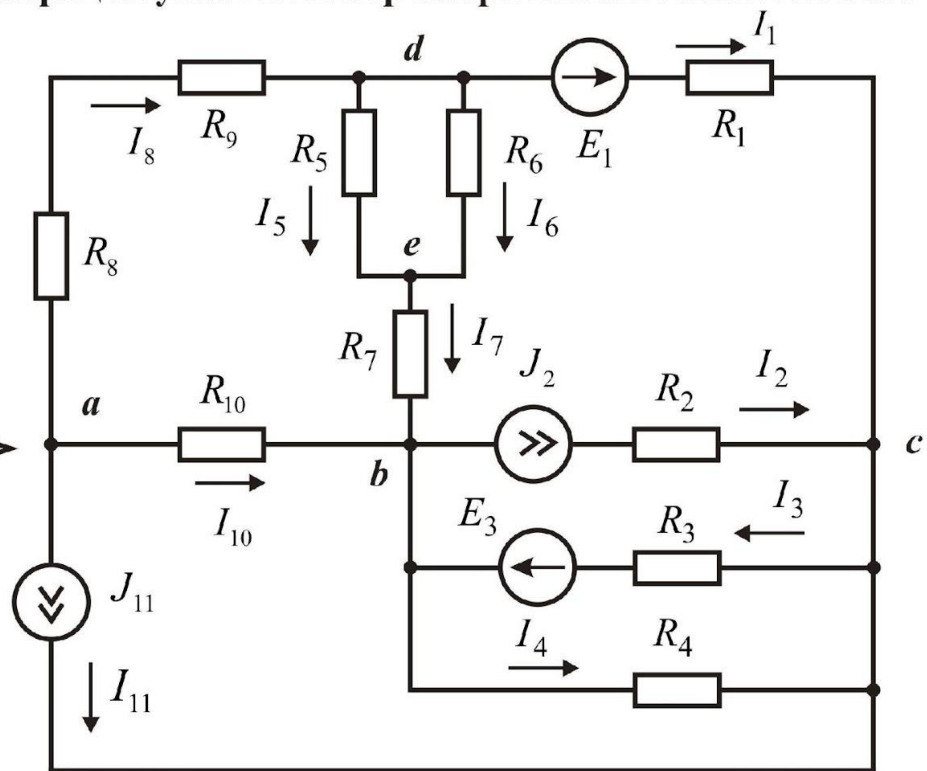 d
I₁
I₈
R₉
R₅
R₆
E₁
R₁
I₅
I₆
R₈
e
R₇
I₇
J₂
I₂
R₂
a
R₁₀
b
c
I₁₀
E₃
R₃
I₃
J₁₁
I₄
R₄
I₁₁